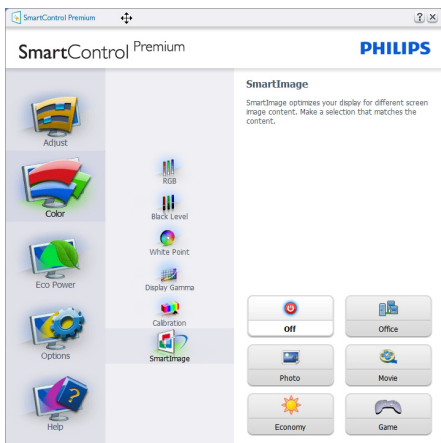 SmartControl Premium
SmartControl Premium
PHILIPS
Adjust
Color
Eco Power
Options
Help
RGB
Black Level
White Point
Display Gamma
Calibration
SmartImage
SmartImage
SmartImage optimizes your display for different screen
image content. Make a selection that matches the
content.
Off
Office
Photo
Movie
Economy
Game